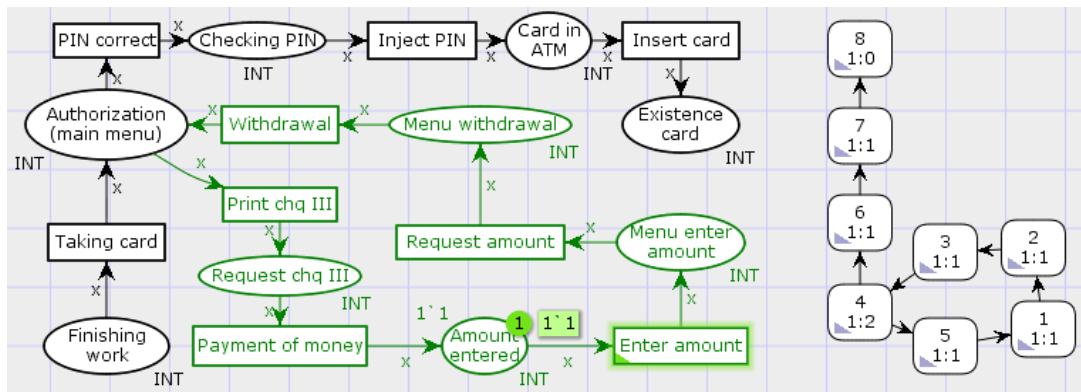 PIN correct
x
Checking PIN
INT
x
Inject PIN
x
Card in
ATM
INT
x
Insert card
x
Existence
card
INT
x
Authorization
(main menu)
INT
x
Withdrawal
x
Menu withdrawal
INT
x
x
Print chq III
x
Request chq III
INT
x
Payment of money
x
1`1
Amount
entered
INT
1
1`1
x
Enter amount
x
Menu enter
amount
INT
x
Request amount
x
Taking card
x
Finishing
work
INT
8
1:0
7
1:1
6
1:1
3
1:1
2
1:1
4
1:2
5
1:1
1
1:1